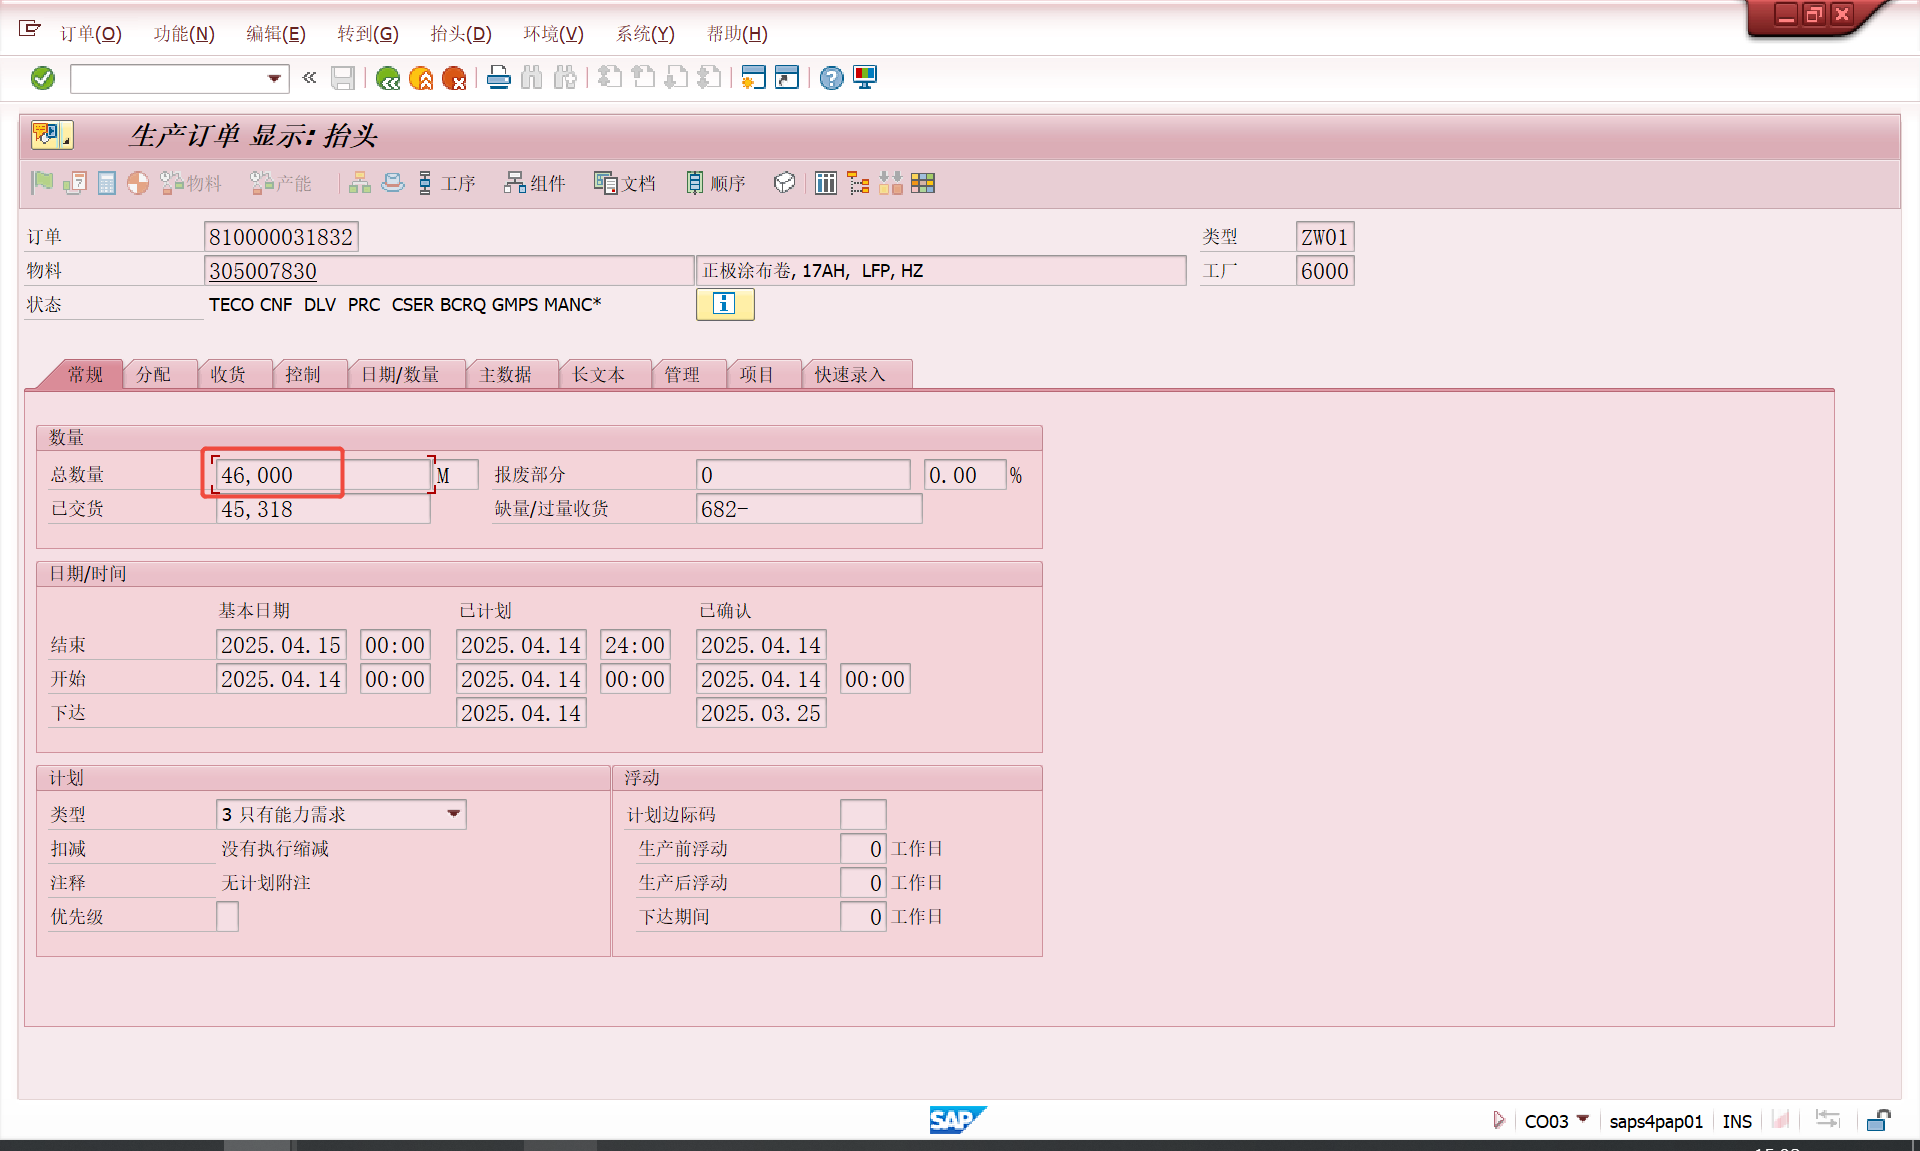 订单(O) 功能(N) 编辑(E) 转到(G) 抬头(D) 环境(V) 系统(Y) 帮助(H)
生产订单 显示: 抬头
物料 产能 工序 组件 文档 顺序
订单 810000031832 类型 ZW01
物料 305007830 正极涂布卷, 17AH, LFP, HZ 工厂 6000
状态 TECO CNF DLV PRC CSER BCRQ GMPS MANC*
常规 分配 收货 控制 日期/数量 主数据 长文本 管理 项目 快速录入
数量
总数量 46,000 M 报废部分 0 0.00 %
已交货 45,318 缺量/过量收货 682-
日期/时间
基本日期 已计划 已确认
结束 2025.04.15 00:00 2025.04.14 24:00 2025.04.14
开始 2025.04.14 00:00 2025.04.14 00:00 2025.04.14 00:00
下达 2025.04.14 2025.03.25
计划 浮动
类型 3 只有能力需求 计划边际码
扣减 没有执行缩减 生产前浮动 0 工作日
注释 无计划附注 生产后浮动 0 工作日
优先级 下达期间 0 工作日
SAP CO03 saps4pap01 INS